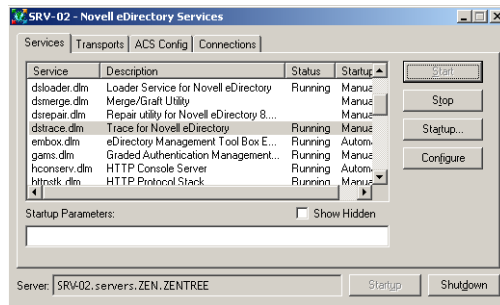 SRV-02 - Novell eDirectory Services
Services Transports ACS Config Connections
Service Description Status Startup
dsloader.dlm Loader Service for Novell eDirectory Running Manua
dsmerge.dlm Merge/Graft Utility Manua
dsrepair.dlm Repair utility for Novell eDirectory 8.... Manua
dstrace.dlm Trace for Novell eDirectory Running Manua
embox.dlm eDirectory Management Tool Box E... Running Autom
gams.dlm Graded Authentication Management... Running Manua
hconserv.dlm HTTP Console Server Running Autom
httpstk.dlm HTTP Protocol Stack Running Manua
Start
Stop
Startup...
Configure
Startup Parameters: Show Hidden
Server: SRV-02.servers.ZEN.ZENTREE Startup Shutdown